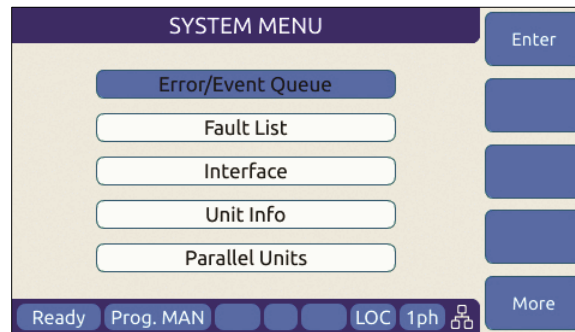 SYSTEM MENU
Enter
Error/Event Queue
Fault List
Interface
Unit Info
Parallel Units
More
Ready Prog. MAN LOC 1ph